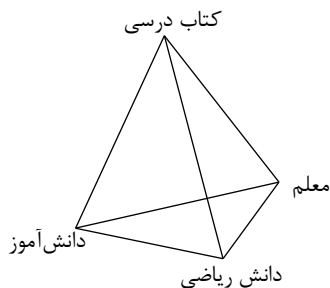 کتاب درسی
معلم
دانش‌آموز
دانش ریاضی